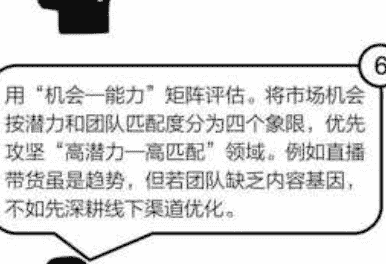 6
用“机会—能力”矩阵评估。将市场机会
按潜力和团队匹配度分为四个象限，优先
攻坚“高潜力—高匹配”领域。例如直播
带货虽是趋势，但若团队缺乏内容基因，
不如先深耕线下渠道优化。